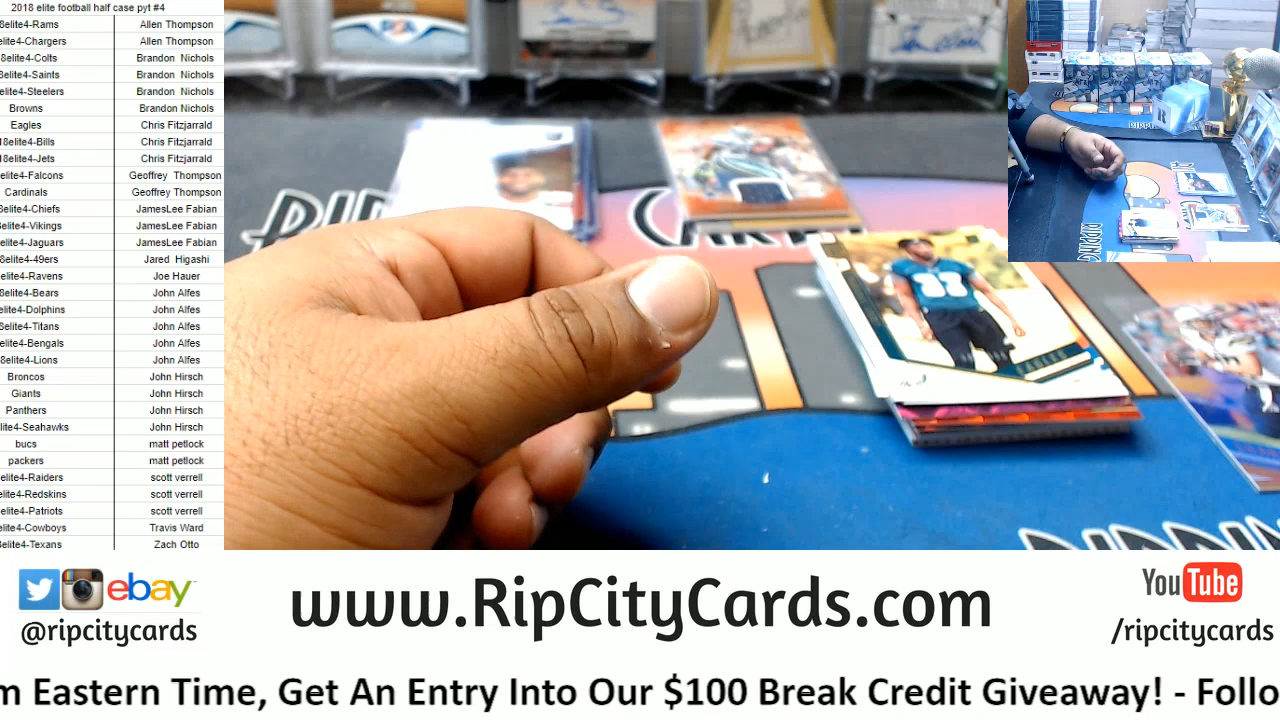 2018 elite football half case pyt #4
8elite4-Rams Allen Thompson
elite4-Chargers Allen Thompson
8elite4-Colts Brandon Nichols
8elite4-Saints Brandon Nichols
elite4-Steelers Brandon Nichols
Browns Brandon Nichols
Eagles Chris Fitzjarrald
18elite4-Bills Chris Fitzjarrald
18elite4-Jets Chris Fitzjarrald
elite4-Falcons Geoffrey Thompson
Cardinals Geoffrey Thompson
elite4-Chiefs JamesLee Fabian
elite4-Vikings JamesLee Fabian
elite4-Jaguars JamesLee Fabian
8elite4-49ers Jared Higashi
elite4-Ravens Joe Hauer
8elite4-Bears John Alfes
elite4-Dolphins John Alfes
8elite4-Titans John Alfes
elite4-Bengals John Alfes
8elite4-Lions John Alfes
Broncos John Hirsch
Giants John Hirsch
Panthers John Hirsch
lite4-Seahawks John Hirsch
bucs matt petlock
packers matt petlock
elite4-Raiders scott verrell
elite4-Redskins scott verrell
elite4-Patriots scott verrell
elite4-Cowboys Travis Ward
8elite4-Texans Zach Otto
ebay
@ripcitycards
www.RipCityCards.com
YouTube
/ripcitycards
m Eastern Time, Get An Entry Into Our $100 Break Credit Giveaway! - Follo